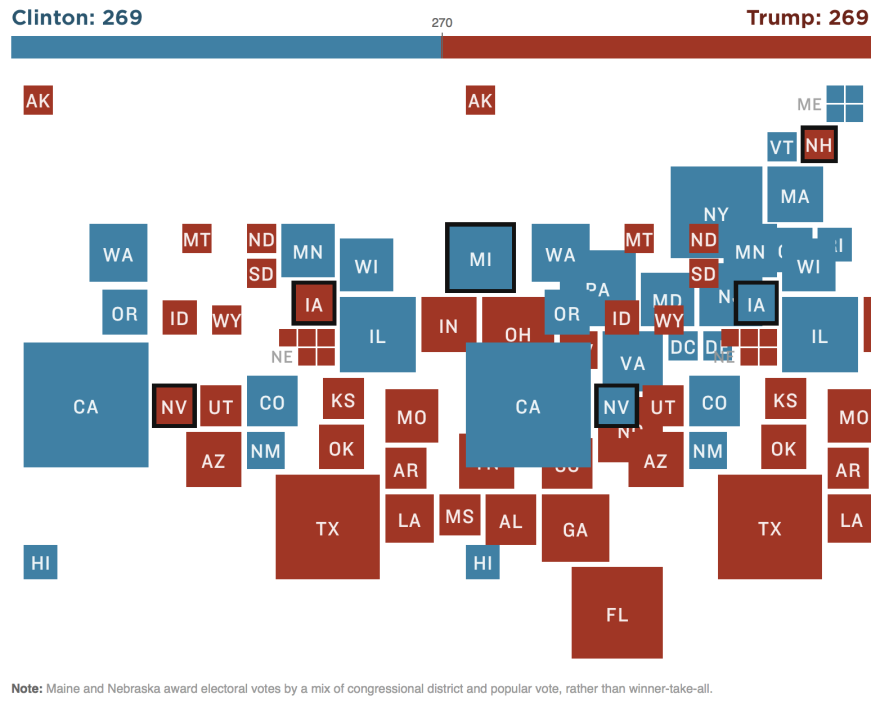 Clinton: 269
270
Trump: 269
AK
AK
ME
VT
NH
NY
MA
WA
MT
ND
MN
WI
MI
WA
MT
ND
MN
RI
WI
SD
SD
PA
OR
ID
WY
IA
IL
IN
OH
OR
ID
MD
WY
IA
IL
NE
VA
DC
NE
CA
NV
UT
CO
KS
MO
CA
NV
UT
CO
KS
MO
AZ
NM
OK
AR
AZ
NM
OK
AR
TX
LA
MS
AL
GA
TX
LA
HI
HI
FL
Note: Maine and Nebraska award electoral votes by a mix of congressional district and popular vote, rather than winner-take-all.